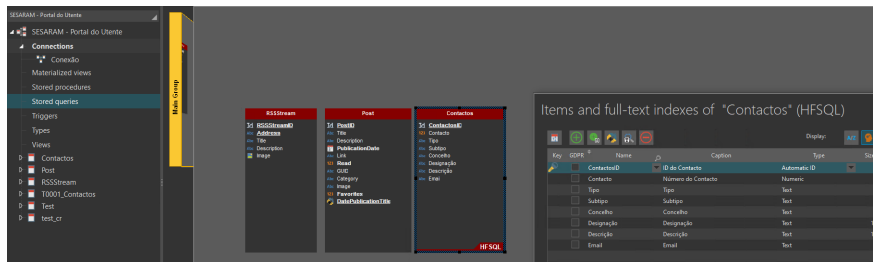 SESARAM - Portal do Utente
SESARAM - Portal do Utente
Connections
Conexão
Materialized views
Stored procedures
Stored queries
Triggers
Types
Views
Contactos
Post
RSSStream
T0001_Contactos
Test
test_cr
Main Group
RSSStream
RSSStreamID
Address
Title
Description
Image
Post
PostID
Title
Description
PublicationDate
Link
Read
GUID
Category
Image
Favorites
DatePublicationTitle
Contactos
ContactosID
Contacto
Tipo
Subtipo
Concelho
Designação
Descrição
Emai
HFSQL
Items and full-text indexes of "Contactos" (HFSQL)
Display:
Key GDPR Name Caption Type
ContactosID ID do Contacto Automatic ID
Contacto Número do Contacto Numeric
Tipo Tipo Text
Subtipo Subtipo Text
Concelho Concelho Text
Designação Designação Text
Descrição Descrição Text
Email Email Text